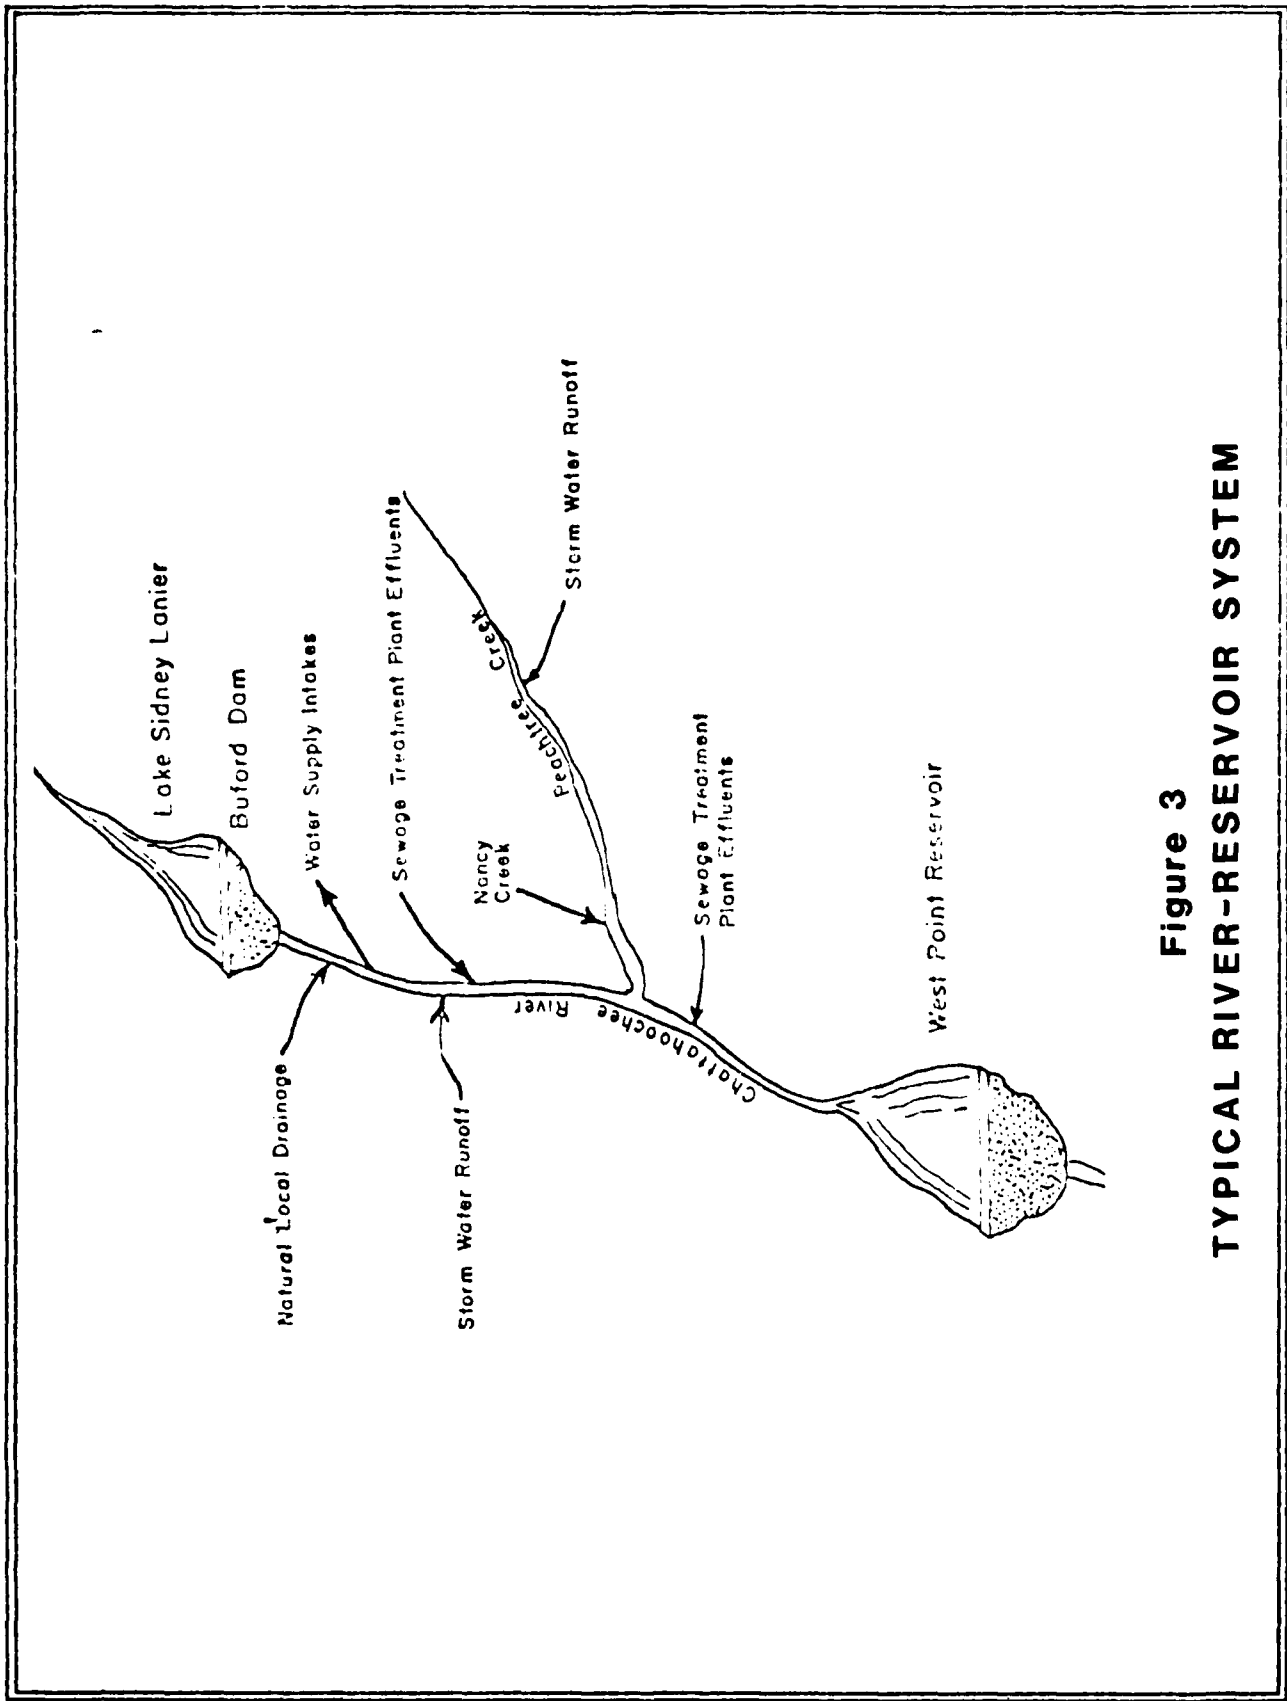 Lake Sidney Lanier
Buford Dam
Natural Local Drainage
Water Supply Intakes
Storm Water Runoff
Sewage Treatment Plant Effluents
Nancy
Creek
Peachtree Creek
Storm Water Runoff
Chattahoochee River
Sewage Treatment
Plant Effluents
West Point Reservoir
Figure 3
TYPICAL RIVER-RESERVOIR SYSTEM